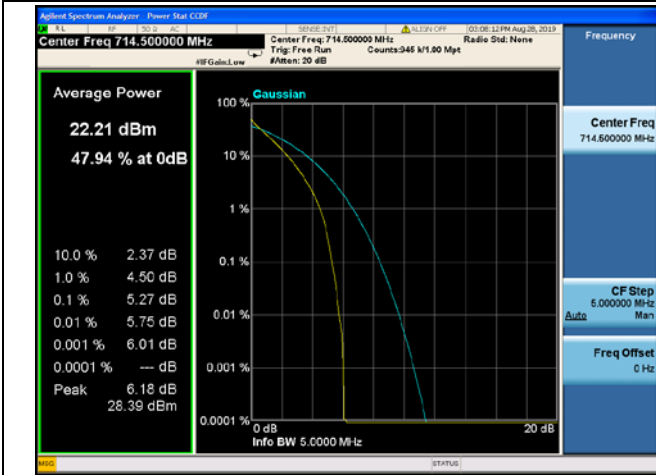 Agilent Spectrum Analyzer - Power Stat CCDF
RL RF 50 Ω AC SENSE:INT ALIGN OFF 03:08:12 PM Aug 28, 2019
Center Freq 714.500000 MHz
Center Freq: 714.500000 MHz Radio Std: None
Trig: Free Run Counts:945 k/1.00 Mpt
#IFGain:Low #Atten: 20 dB
Frequency
Center Freq
714.500000 MHz
CF Step
5.000000 MHz
Auto Man
Freq Offset
0 Hz
Average Power
22.21 dBm
47.94 % at 0dB
10.0 % 2.37 dB
1.0 % 4.50 dB
0.1 % 5.27 dB
0.01 % 5.75 dB
0.001 % 6.01 dB
0.0001 % --- dB
Peak 6.18 dB
28.39 dBm
Gaussian
100 %
10 %
1 %
0.1 %
0.01 %
0.001 %
0.0001 %
0 dB 20 dB
Info BW 5.0000 MHz
MSG STATUS